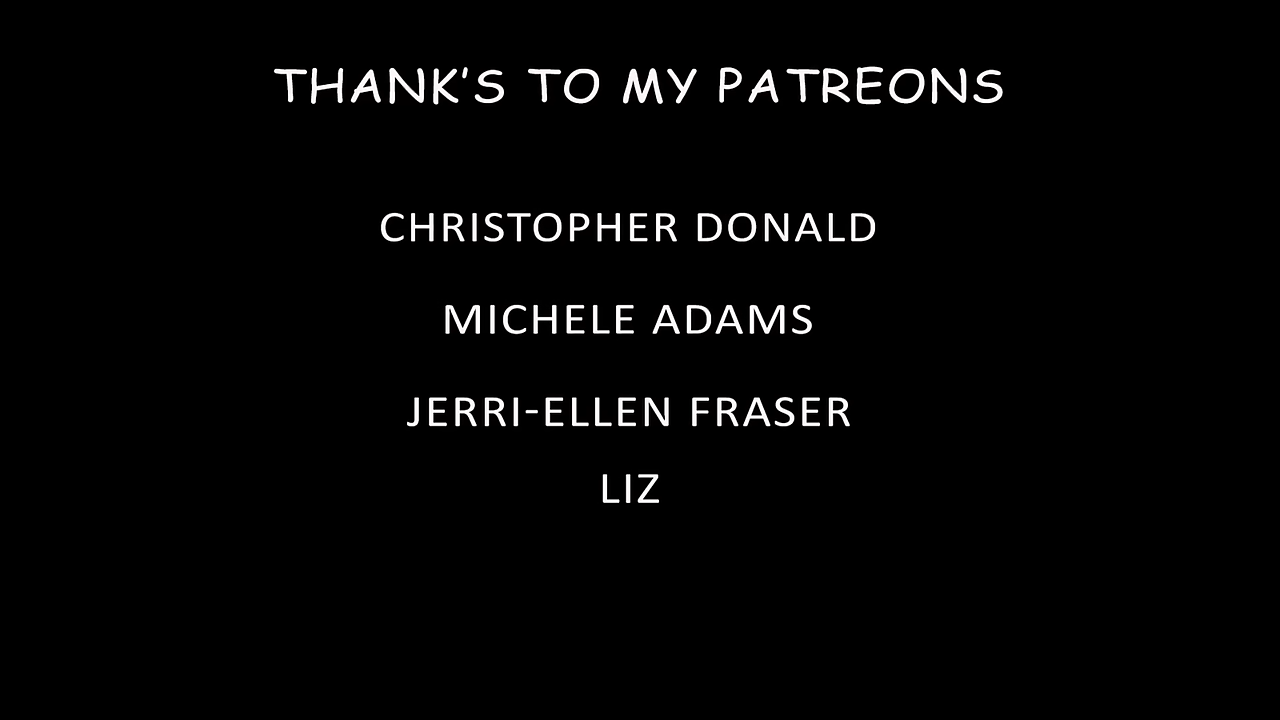 THANK'S TO MY PATREONS
CHRISTOPHER DONALD
MICHELE ADAMS
JERRI-ELLEN FRASER
LIZ